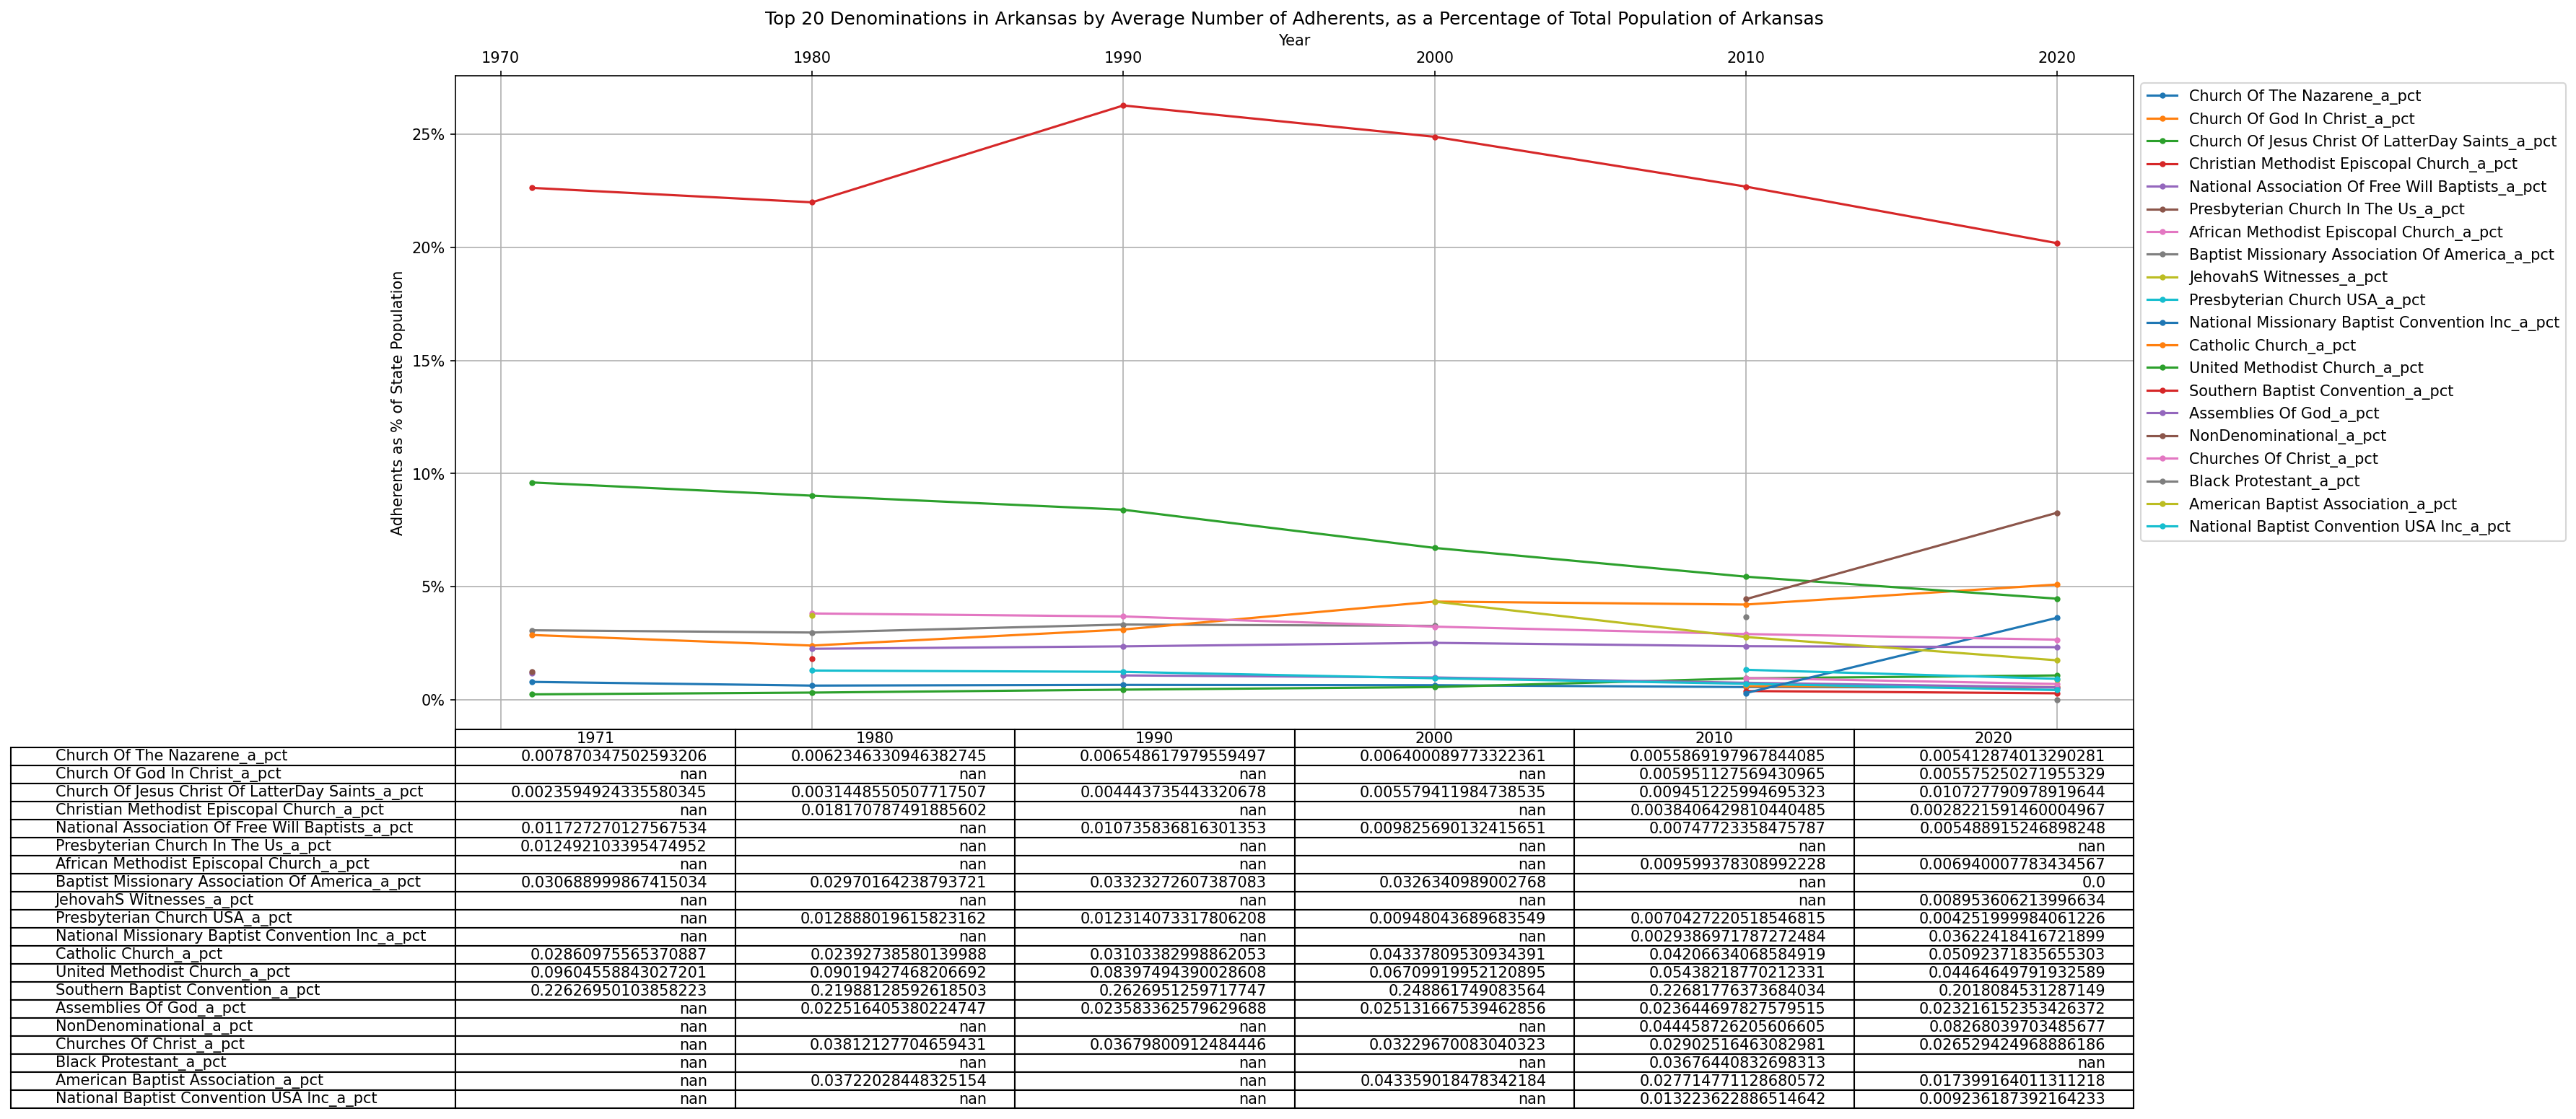 Top 20 Denominations in Arkansas by Average Number of Adherents, as a Percentage of Total Population of Arkansas
Year
1970 1980 1990 2000 2010 2020
25%
20%
15%
10%
5%
0%
Adherents as % of State Population
Church Of The Nazarene_a_pct
Church Of God In Christ_a_pct
Church Of Jesus Christ Of LatterDay Saints_a_pct
Christian Methodist Episcopal Church_a_pct
National Association Of Free Will Baptists_a_pct
Presbyterian Church In The Us_a_pct
African Methodist Episcopal Church_a_pct
Baptist Missionary Association Of America_a_pct
JehovahS Witnesses_a_pct
Presbyterian Church USA_a_pct
National Missionary Baptist Convention Inc_a_pct
Catholic Church_a_pct
United Methodist Church_a_pct
Southern Baptist Convention_a_pct
Assemblies Of God_a_pct
NonDenominational_a_pct
Churches Of Christ_a_pct
Black Protestant_a_pct
American Baptist Association_a_pct
National Baptist Convention USA Inc_a_pct
1971 1980 1990 2000 2010 2020
Church Of The Nazarene_a_pct 0.007870347502593206 0.0062346330946382745 0.006548617979559497 0.006400089773322361 0.0055869197967844085 0.005412874013290281
Church Of God In Christ_a_pct nan nan nan nan 0.005951127569430965 0.005575250271955329
Church Of Jesus Christ Of LatterDay Saints_a_pct 0.0023594924335580345 0.0031448550507717507 0.004443735443320678 0.005579411984738535 0.009451225994695323 0.010727790978919644
Christian Methodist Episcopal Church_a_pct nan 0.018170787491885602 nan nan 0.0038406429810440485 0.0028221591460004967
National Association Of Free Will Baptists_a_pct 0.011727270127567534 nan 0.010735836816301353 0.009825690132415651 0.00747723358475787 0.005488915246898248
Presbyterian Church In The Us_a_pct 0.012492103395474952 nan nan nan nan nan
African Methodist Episcopal Church_a_pct nan nan nan nan 0.009599378308992228 0.006940007783434567
Baptist Missionary Association Of America_a_pct 0.030688999867415034 0.02970164238793721 0.03323272607387083 0.0326340989002768 nan 0.0
JehovahS Witnesses_a_pct nan nan nan nan nan 0.008953606213996634
Presbyterian Church USA_a_pct nan 0.012888019615823162 0.012314073317806208 0.00948043689683549 0.0070427220518546815 0.004251999984061226
National Missionary Baptist Convention Inc_a_pct nan nan nan nan 0.0029386971787272484 0.03622418416721899
Catholic Church_a_pct 0.02860975565370887 0.02392738580139988 0.03103382998862053 0.04337809530934391 0.04206634068584919 0.05092371835655303
United Methodist Church_a_pct 0.09604558843027201 0.09019427468206692 0.08397494390028608 0.06709919952120895 0.05438218770212331 0.04464649791932589
Southern Baptist Convention_a_pct 0.22626950103858223 0.21988128592618503 0.2626951259717747 0.248861749083564 0.22681776373684034 0.2018084531287149
Assemblies Of God_a_pct nan 0.022516405380224747 0.023583362579629688 0.025131667539462856 0.023644697827579515 0.023216152353426372
NonDenominational_a_pct nan nan nan nan 0.044458726205606605 0.08268039703485677
Churches Of Christ_a_pct nan 0.03812127704659431 0.03679800912484446 0.03229670083040323 0.02902516463082981 0.026529424968886186
Black Protestant_a_pct nan nan nan nan 0.03676440832698313 nan
American Baptist Association_a_pct nan 0.03722028448325154 nan 0.043359018478342184 0.027714771128680572 0.017399164011311218
National Baptist Convention USA Inc_a_pct nan nan nan nan 0.013223622886514642 0.009236187392164233